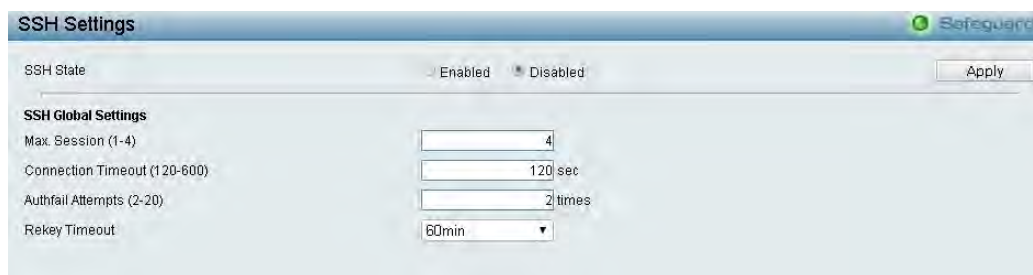 SSH Settings
Safeguard
SSH State Enabled Disabled Apply
SSH Global Settings
Max. Session (1-4) 4
Connection Timeout (120-600) 120 sec
Authfail Attempts (2-20) 2 times
Rekey Timeout 60min